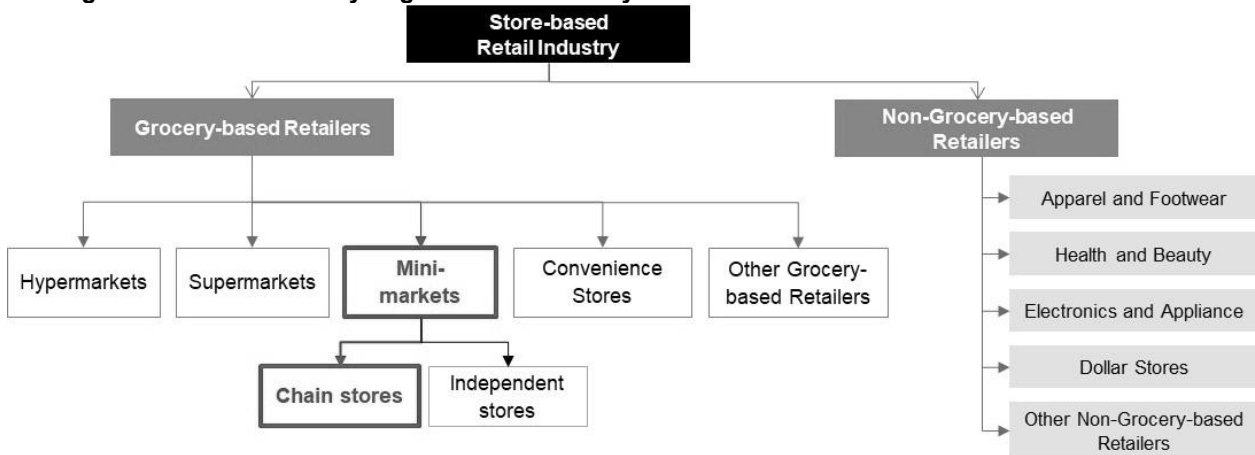 Store-based
Retail Industry
Grocery-based Retailers
Non-Grocery-based
Retailers
Apparel and Footwear
Health and Beauty
Electronics and Appliance
Dollar Stores
Other Non-Grocery-based
Retailers
Hypermarkets
Supermarkets
Mini-
markets
Convenience
Stores
Other Grocery-
based Retailers
Chain stores
Independent
stores